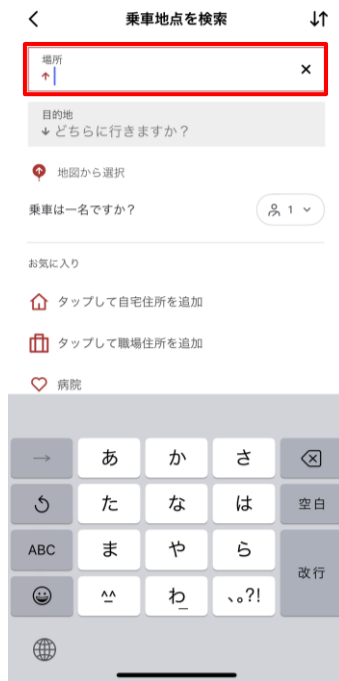 乗車地点を検索
場所
目的地
どちらに行きますか？
地図から選択
乗車は一名ですか？
1
お気に入り
タップして自宅住所を追加
タップして職場住所を追加
病院
→ あ か さ
た な は 空白
ABC ま や ら
改行
^^ わ 、。?!